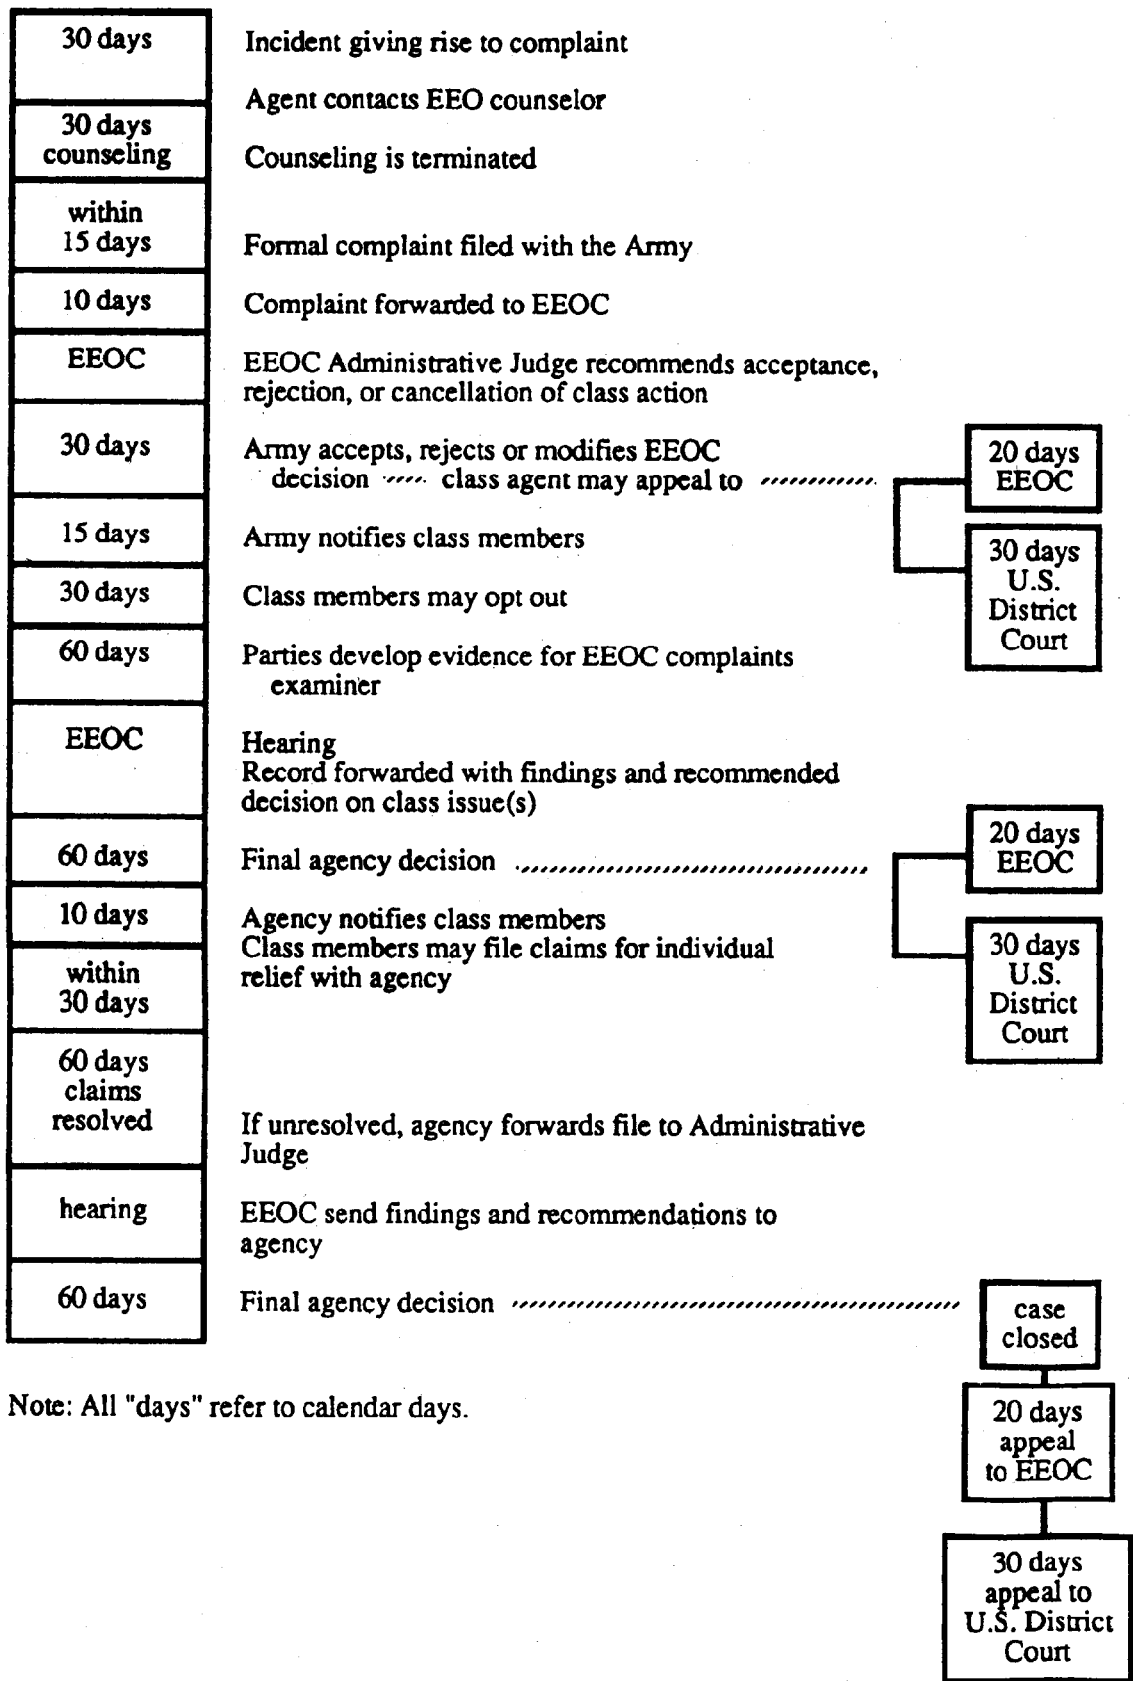 30 days
Incident giving rise to complaint
Agent contacts EEO counselor
30 days
counseling
Counseling is terminated
within
15 days
Formal complaint filed with the Army
10 days
Complaint forwarded to EEOC
EEOC
EEOC Administrative Judge recommends acceptance,
rejection, or cancellation of class action
30 days
Army accepts, rejects or modifies EEOC
decision class agent may appeal to
20 days
EEOC
30 days
U.S.
District
Court
15 days
Army notifies class members
30 days
Class members may opt out
60 days
Parties develop evidence for EEOC complaints
examiner
EEOC
Hearing
Record forwarded with findings and recommended
decision on class issue(s)
60 days
Final agency decision
20 days
EEOC
30 days
U.S.
District
Court
10 days
Agency notifies class members
Class members may file claims for individual
relief with agency
within
30 days
60 days
claims
resolved
If unresolved, agency forwards file to Administrative
Judge
hearing
EEOC send findings and recommendations to
agency
60 days
Final agency decision
case
closed
20 days
appeal
to EEOC
30 days
appeal to
U.S. District
Court
Note: All "days" refer to calendar days.